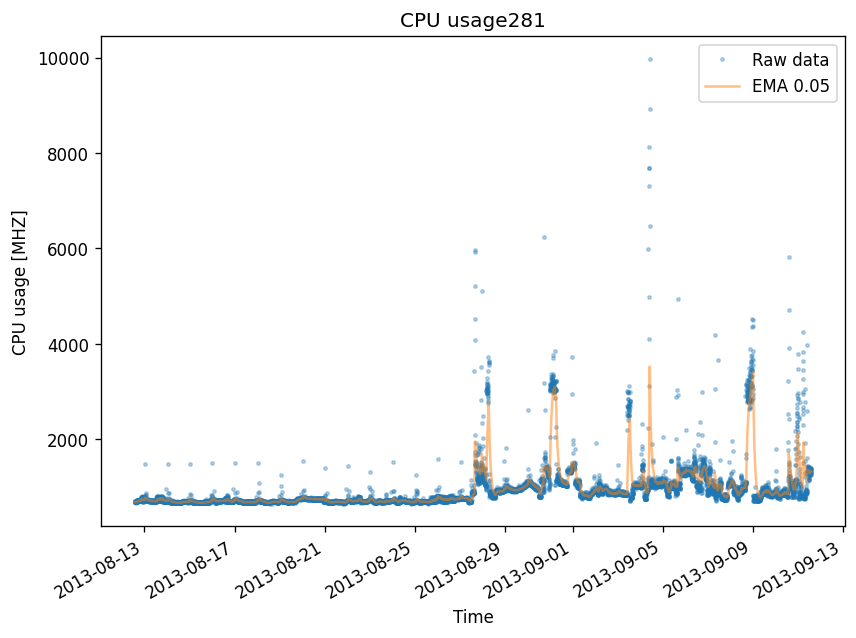 CPU usage281
Raw data
EMA 0.05
10000
8000
6000
4000
2000
CPU usage [MHZ]
2013-08-13
2013-08-17
2013-08-21
2013-08-25
2013-08-29
2013-09-01
2013-09-05
2013-09-09
2013-09-13
Time